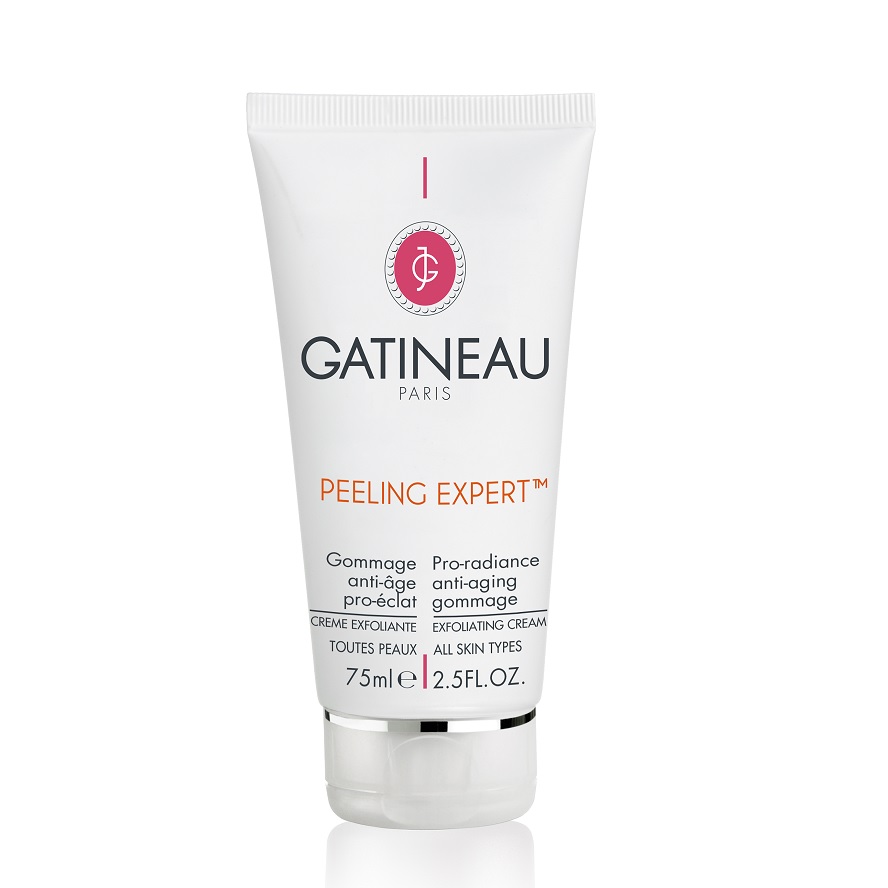 JG
GATINEAU
PARIS
PEELING EXPERT™
Gommage
anti-âge
pro-éclat
CREME EXFOLIANTE
TOUTES PEAUX
75ml ℮
Pro-radiance
anti-aging
gommage
EXFOLIATING CREAM
ALL SKIN TYPES
2.5FL.OZ.